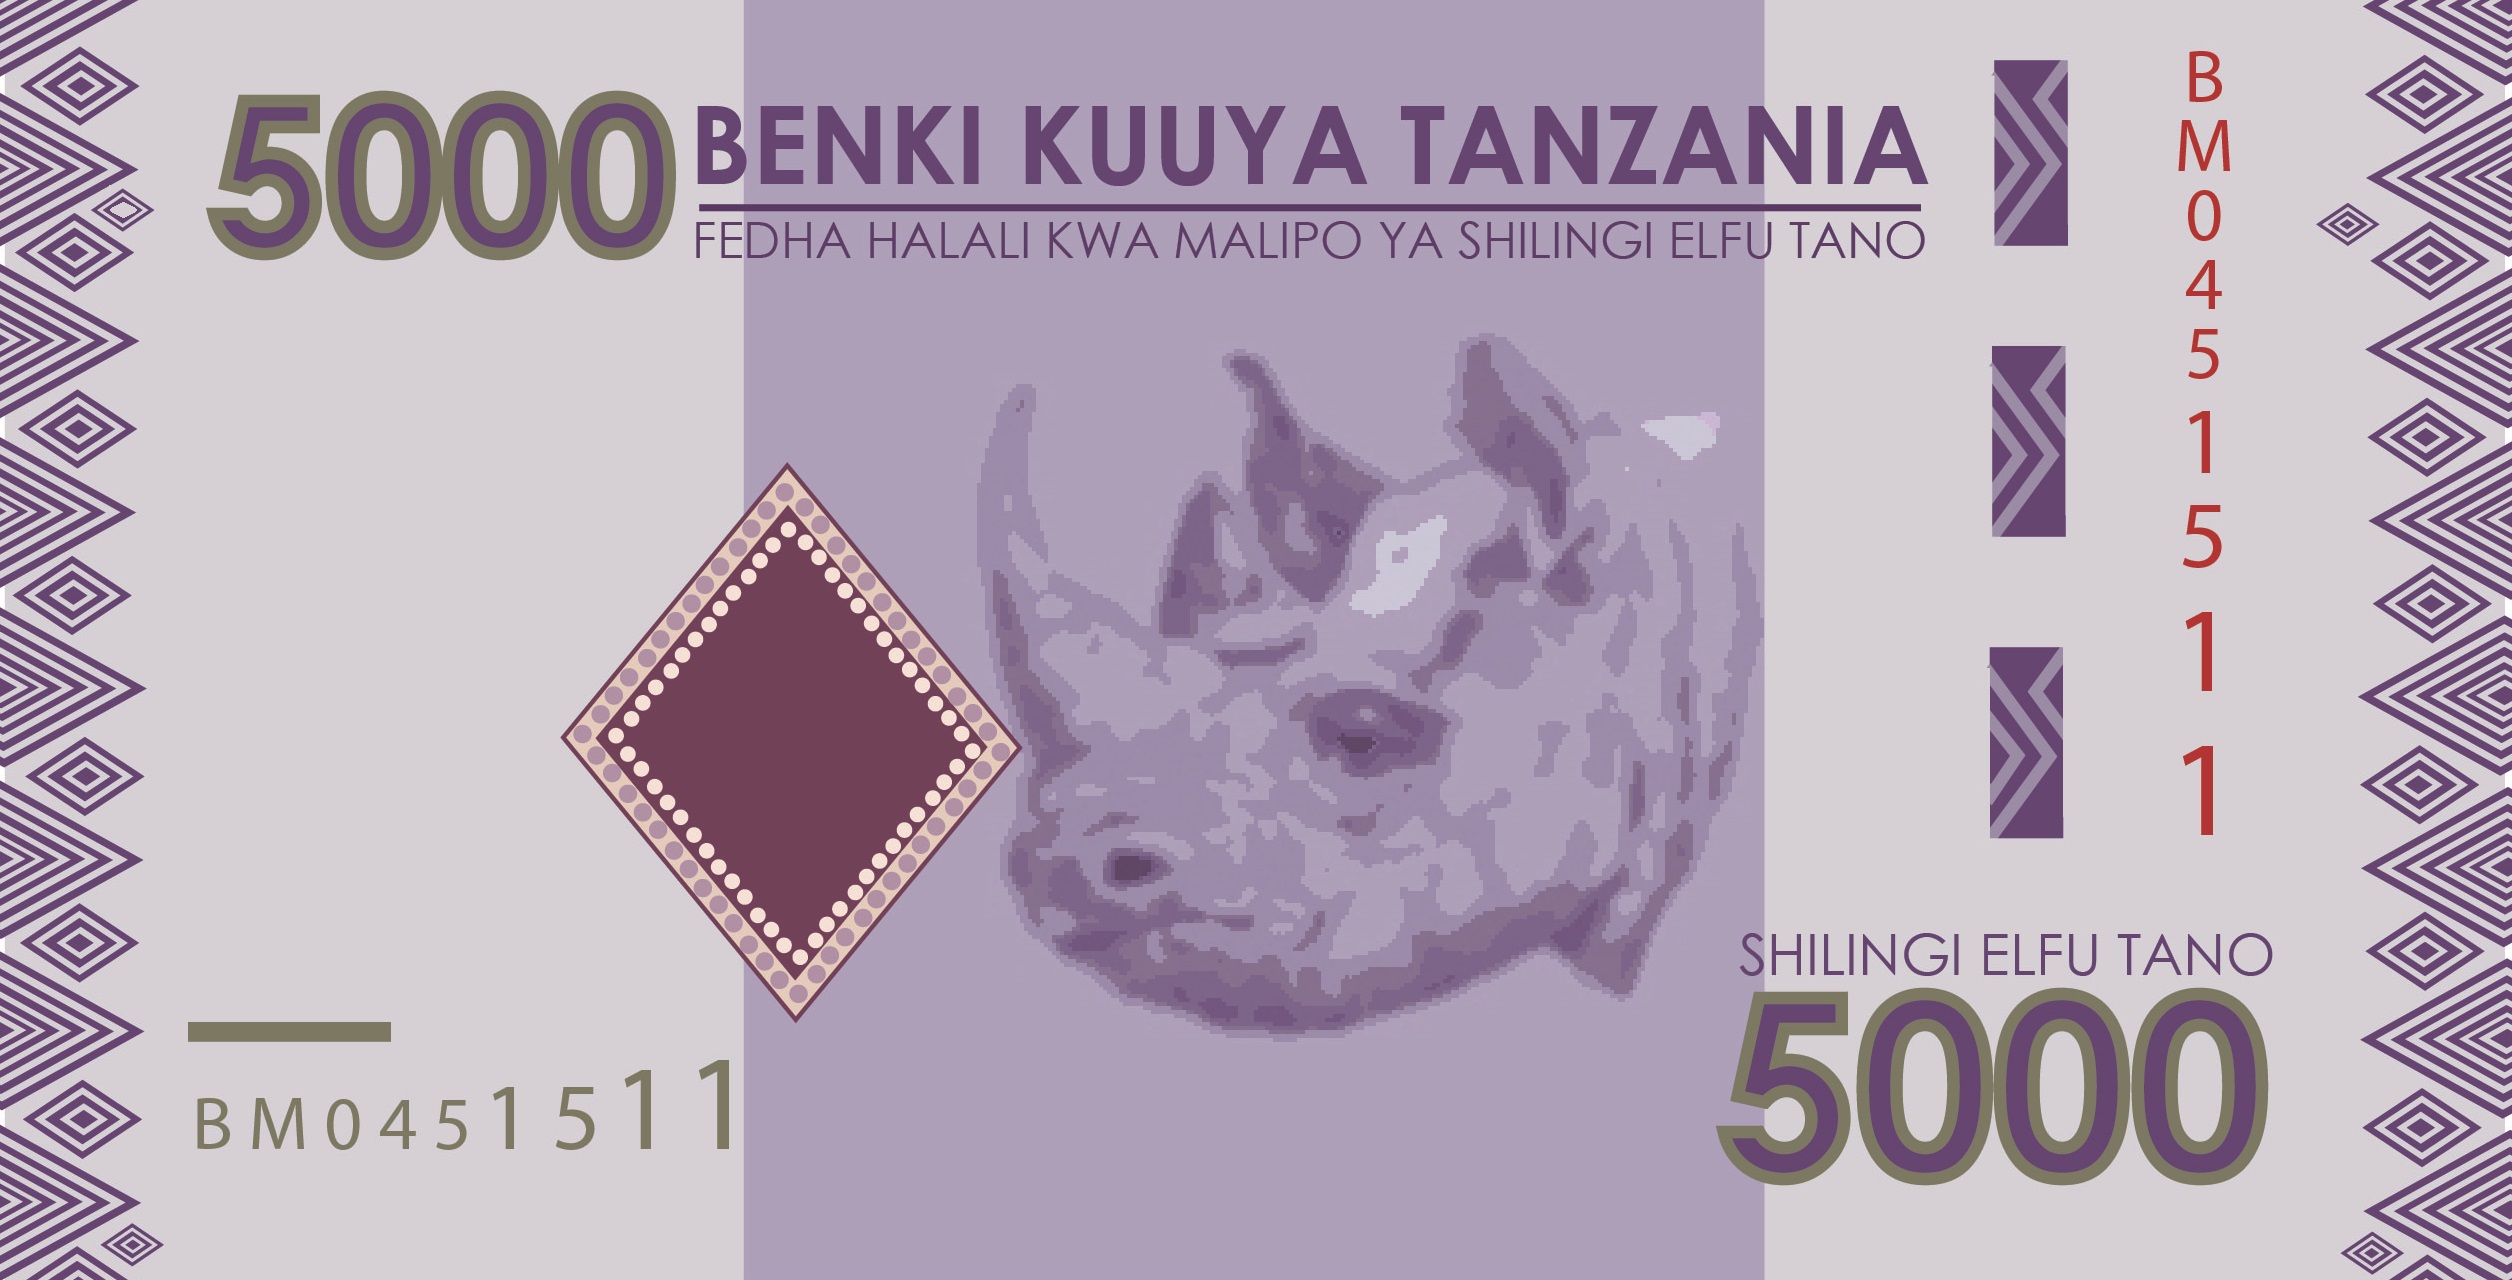 5000
BENKI KUUYA TANZANIA
FEDHA HALALI KWA MALIPO YA SHILINGI ELFU TANO
BM0451511
SHILINGI ELFU TANO
5000
BM0451511